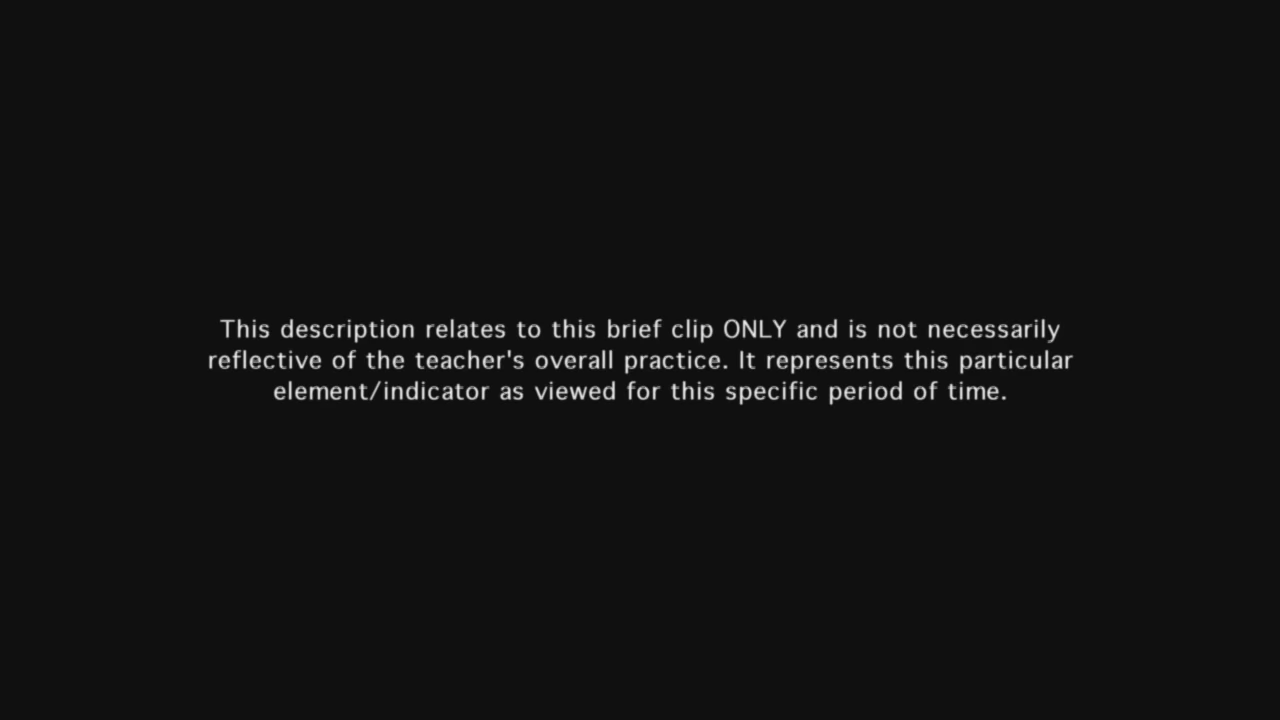 This description relates to this brief clip ONLY and is not necessarily
reflective of the teacher's overall practice. It represents this particular
element/indicator as viewed for this specific period of time.